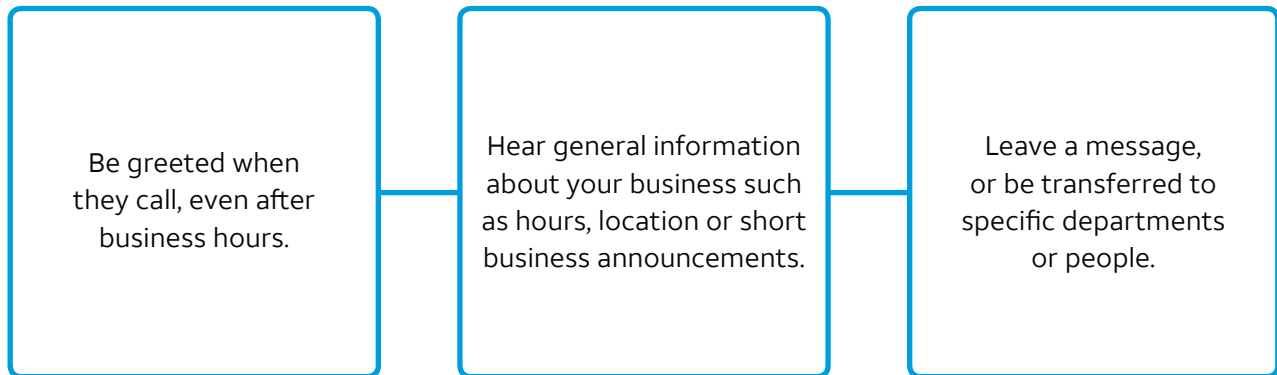 Be greeted when
they call, even after
business hours.
Hear general information
about your business such
as hours, location or short
business announcements.
Leave a message,
or be transferred to
specific departments
or people.